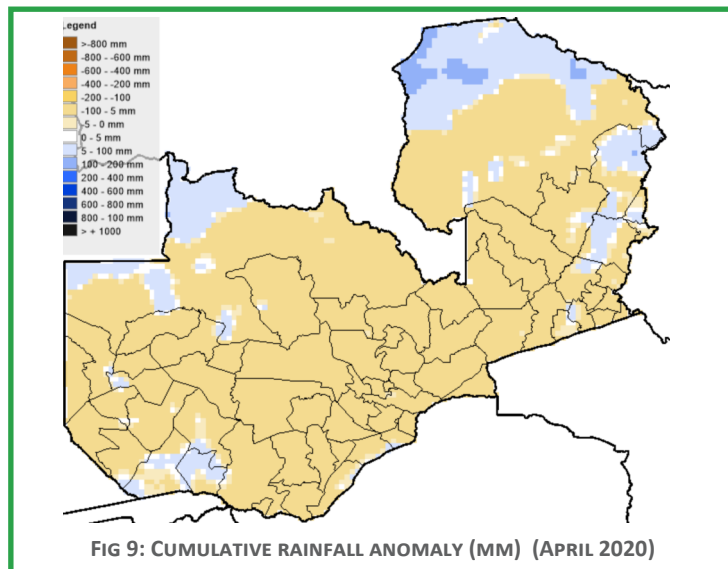 Legend
>-800 mm
-800 - -600 mm
-600 - -400 mm
-400 - -200 mm
-200 - -100
-100 - 5 mm
-5 - 0 mm
0 - 5 mm
5 - 100 mm
100 - 200 mm
200 - 400 mm
400 - 600 mm
600 - 800 mm
800 - 100 mm
> + 1000
FIG 9: CUMULATIVE RAINFALL ANOMALY (MM) (APRIL 2020)